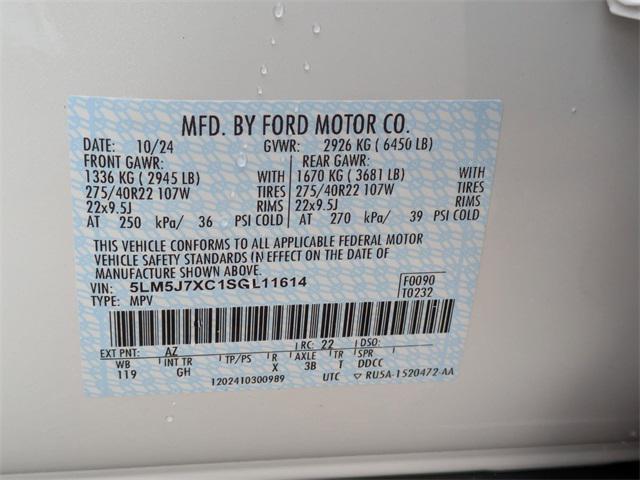 MFD. BY FORD MOTOR CO.
DATE: 10/24 GVWR: 2926 KG ( 6450 LB)
FRONT GAWR: REAR GAWR:
1336 KG ( 2945 LB) WITH 1670 KG ( 3681 LB) WITH
275/40R22 107W TIRES 275/40R22 107W TIRES
22x9.5J RIMS 22x9.5J RIMS
AT 250 kPa/ 36 PSI COLD AT 270 kPa/ 39 PSI COLD
THIS VEHICLE CONFORMS TO ALL APPLICABLE FEDERAL MOTOR
VEHICLE SAFETY STANDARDS IN EFFECT ON THE DATE OF
MANUFACTURE SHOWN ABOVE.
VIN: 5LM5J7XC1SGL11614 F0090
TYPE: MPV T0232
EXT PNT: AZ RC: 22 DSO:
WB INT TR TP/PS R AXLE TR SPR
119 GH X 3B T DDCC
1202410300989 UTC ▽ RU5A-1520472-AA